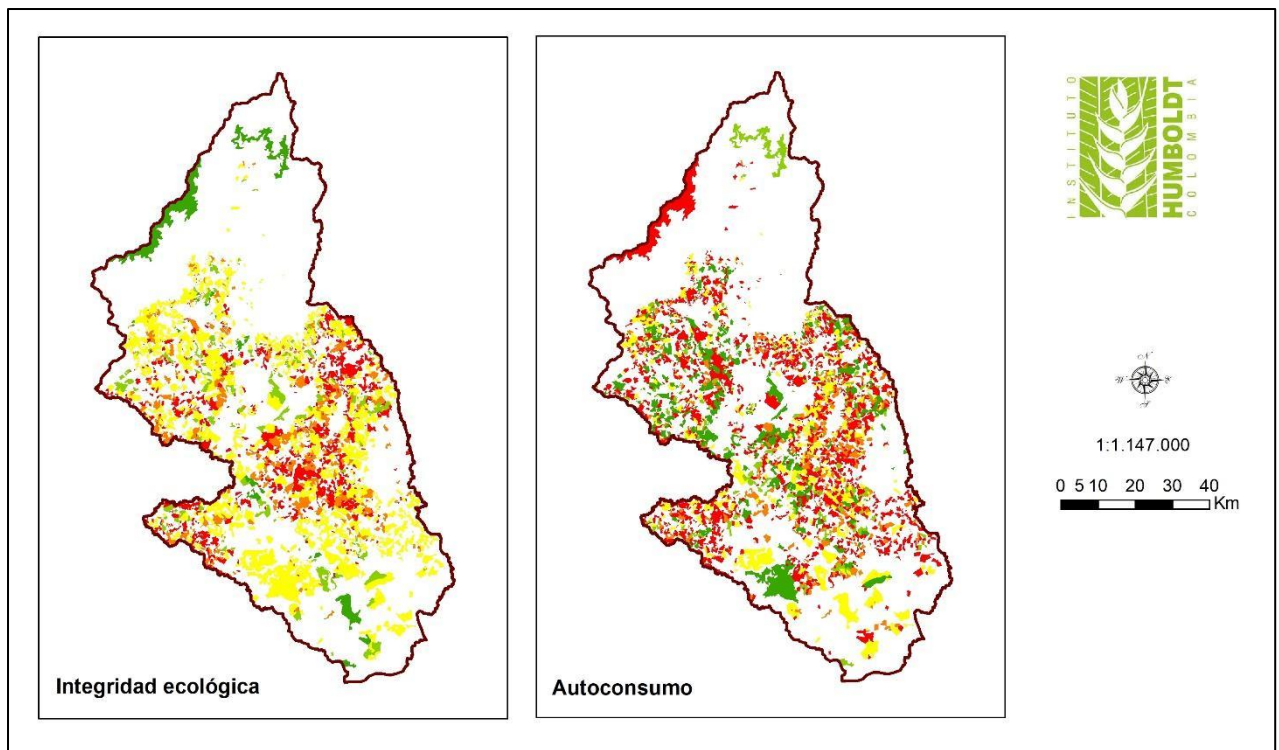 Integridad ecológica
Autoconsumo
INSTITUTO
HUMBOLDT
COLOMBIA
N
W
S
1:1.147.000
0 5 10 20 30 40
Km